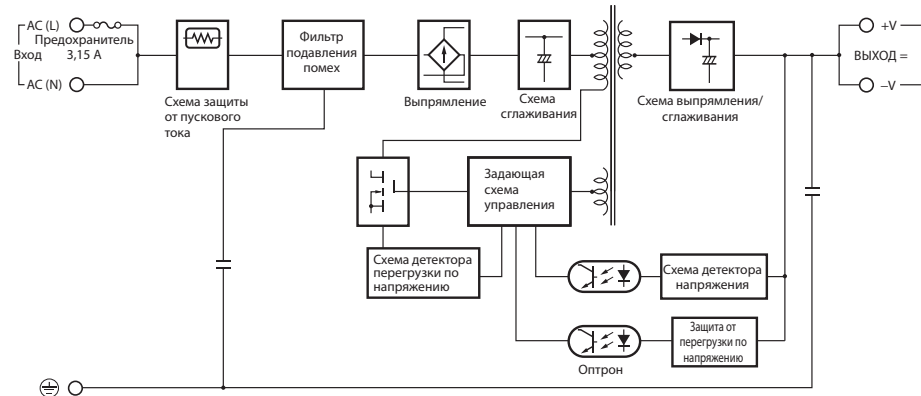 AC (L)
Предохранитель
Вход
3,15 А
AC (N)
Схема защиты
от пускового
тока
Фильтр
подавления
помех
Выпрямление
Схема
сглаживания
Схема выпрямления/
сглаживания
+V
ВЫХОД =
–V
Задающая
схема
управления
Схема детектора
перегрузки по
напряжению
Схема детектора
напряжения
Защита от
перегрузки по
напряжению
Оптрон